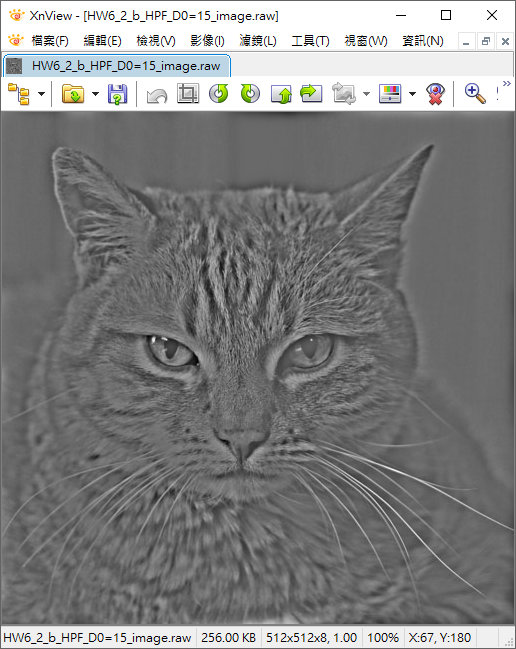 XnView - [HW6_2_b_HPF_D0=15_image.raw]
檔案(F) 編輯(E) 檢視(V) 影像(I) 濾鏡(L) 工具(T) 視窗(W) 資訊(N)
HW6_2_b_HPF_D0=15_image.raw
HW6_2_b_HPF_D0=15_image.raw 256.00 KB 512x512x8, 1.00 100% X:67, Y:180